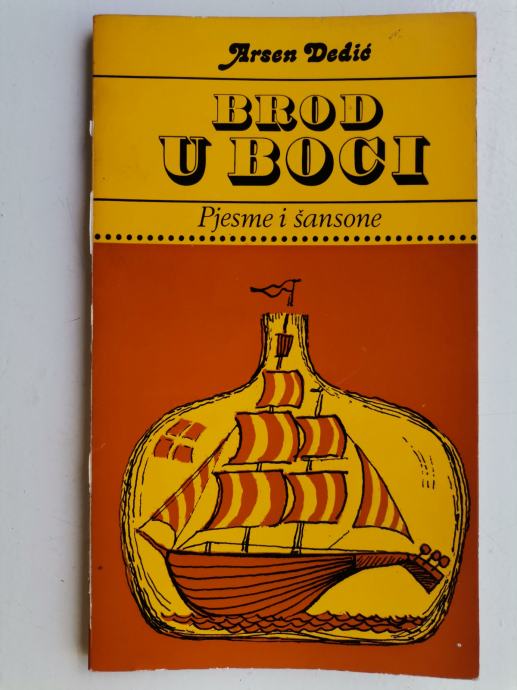 Arsen Dedić
BROD
U BOCI
Pjesme i šansone